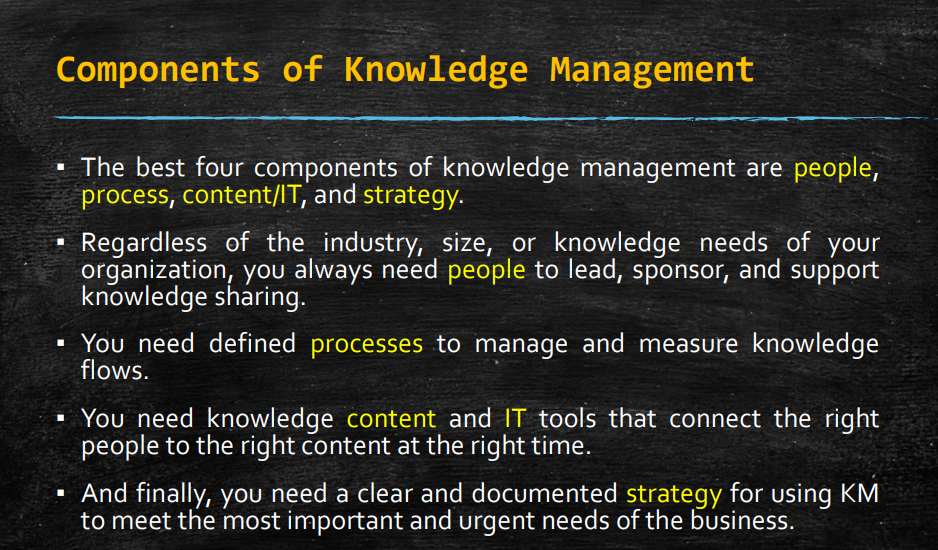 Components of Knowledge Management
▪ The best four components of knowledge management are people,
process, content/IT, and strategy.
▪ Regardless of the industry, size, or knowledge needs of your
organization, you always need people to lead, sponsor, and support
knowledge sharing.
▪ You need defined processes to manage and measure knowledge
flows.
▪ You need knowledge content and IT tools that connect the right
people to the right content at the right time.
▪ And finally, you need a clear and documented strategy for using KM
to meet the most important and urgent needs of the business.